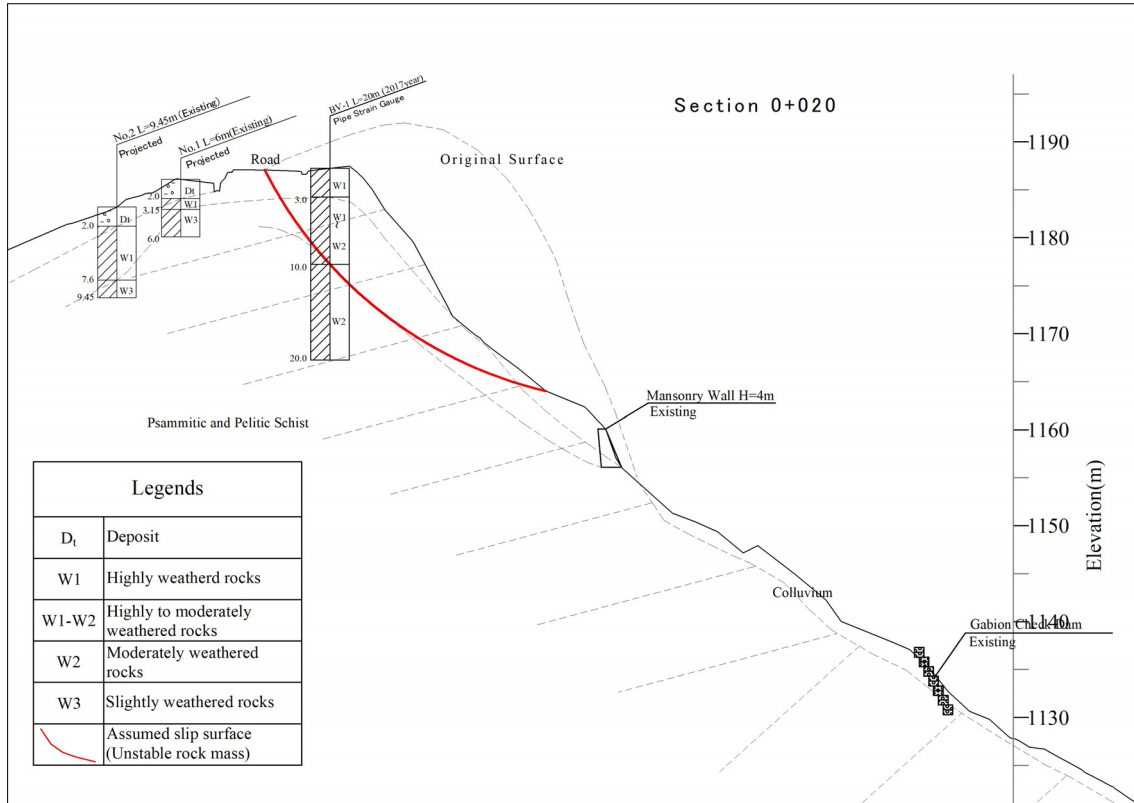 Section 0+020
No.2 L=9.45m(Existing)
Projected
No.1 L=6m(Existing)
Projected
BV-1 L=20m (2017year)
Pipe Strain Gauge
Road
Original Surface
Dt
W1
W3
2.0
7.6
9.45
Dt
W1
W3
2.0
3.15
6.0
W1
W1
~
W2
W2
3.0
10.0
20.0
Mansonry Wall H=4m
Existing
Psammitic and Pelitic Schist
Colluvium
Gabion Check Dam
Existing
1190
1180
1170
1160
1150
1140
1130
Elevation(m)
Legends
Dt Deposit
W1 Highly weatherd rocks
W1-W2 Highly to moderately
weathered rocks
W2 Moderately weathered
rocks
W3 Slightly weathered rocks
Assumed slip surface
(Unstable rock mass)